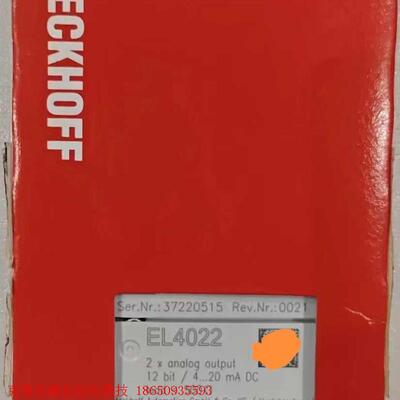 ECKHOFF
Ser.Nr.: 37220515 Rev.Nr.: 0021
EL4022
2 x analog output
12 bit / 4...20 mA DC
18650935593